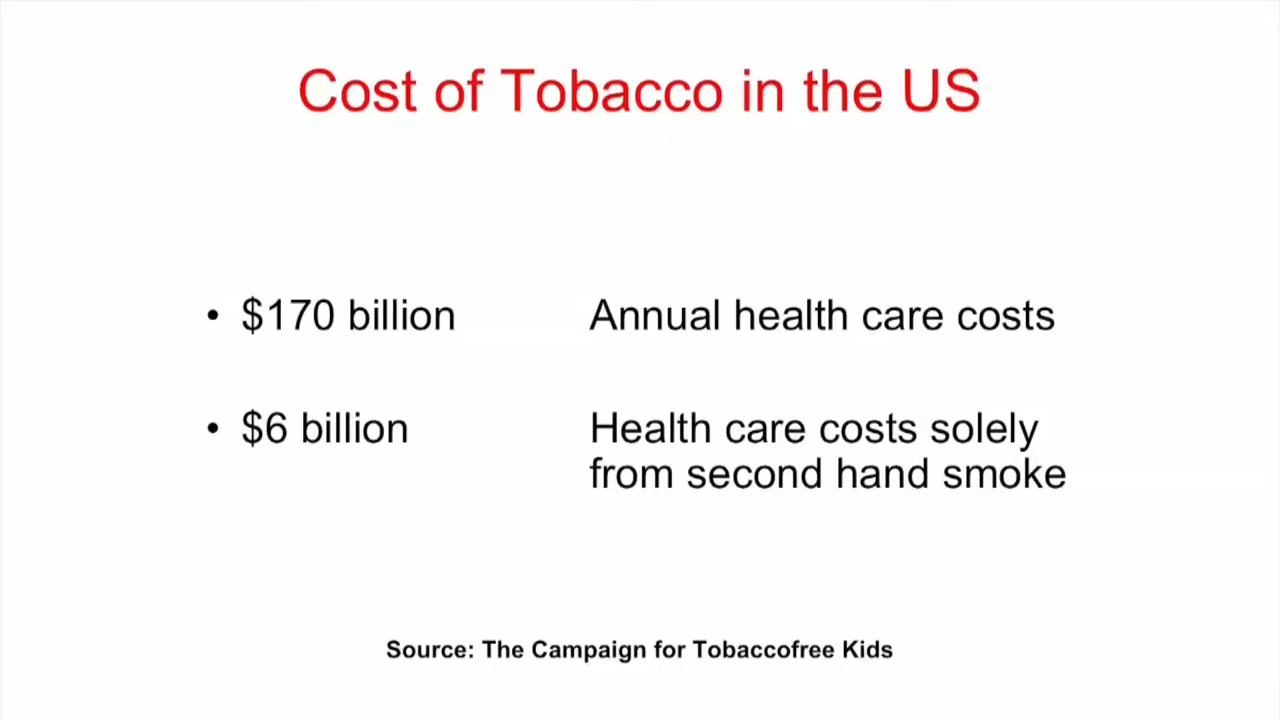 Cost of Tobacco in the US
• $170 billion Annual health care costs
• $6 billion Health care costs solely
from second hand smoke
Source: The Campaign for Tobaccofree Kids